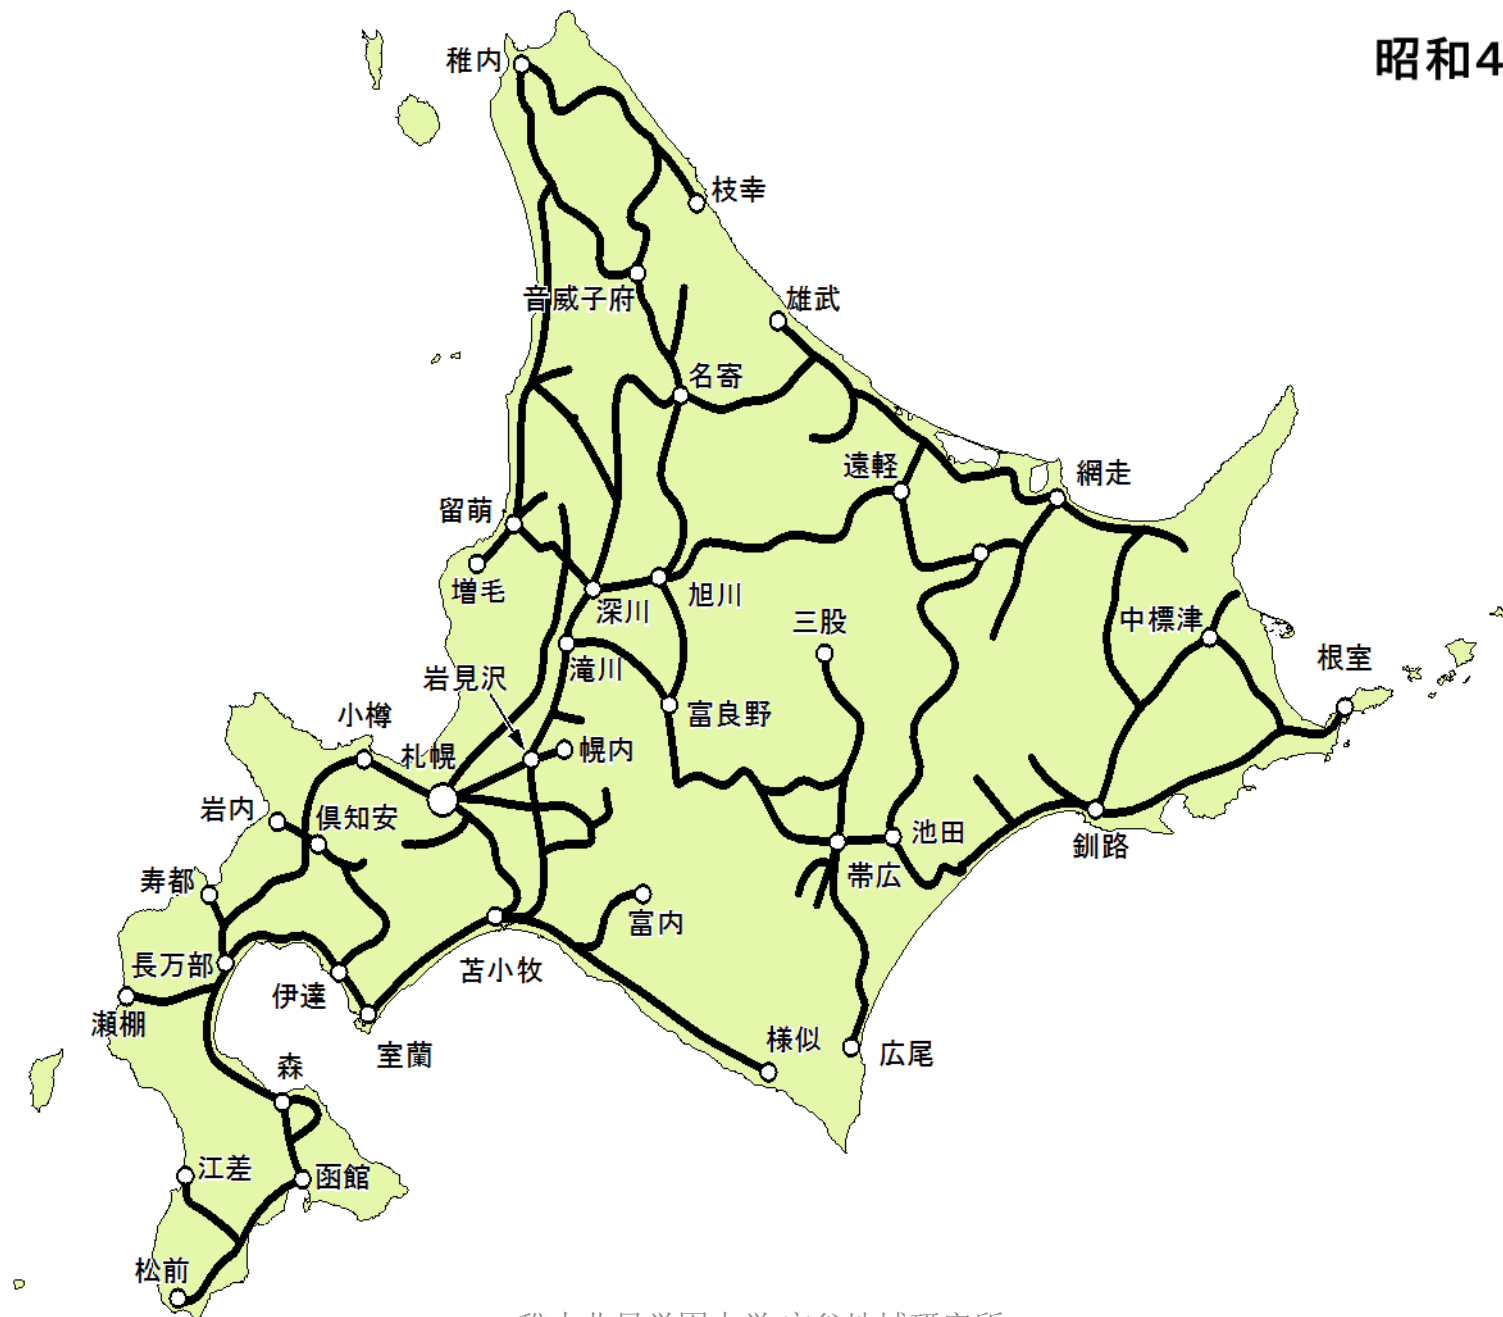 昭和4
稚内
枝幸
音威子府
雄武
名寄
遠軽
網走
留萌
増毛
深川
旭川
三股
中標津
根室
滝川
岩見沢
富良野
小樽
札幌
幌内
岩内
倶知安
池田
釧路
帯広
寿都
富内
長万部
苫小牧
伊達
瀬棚
室蘭
様似
広尾
森
江差
函館
松前